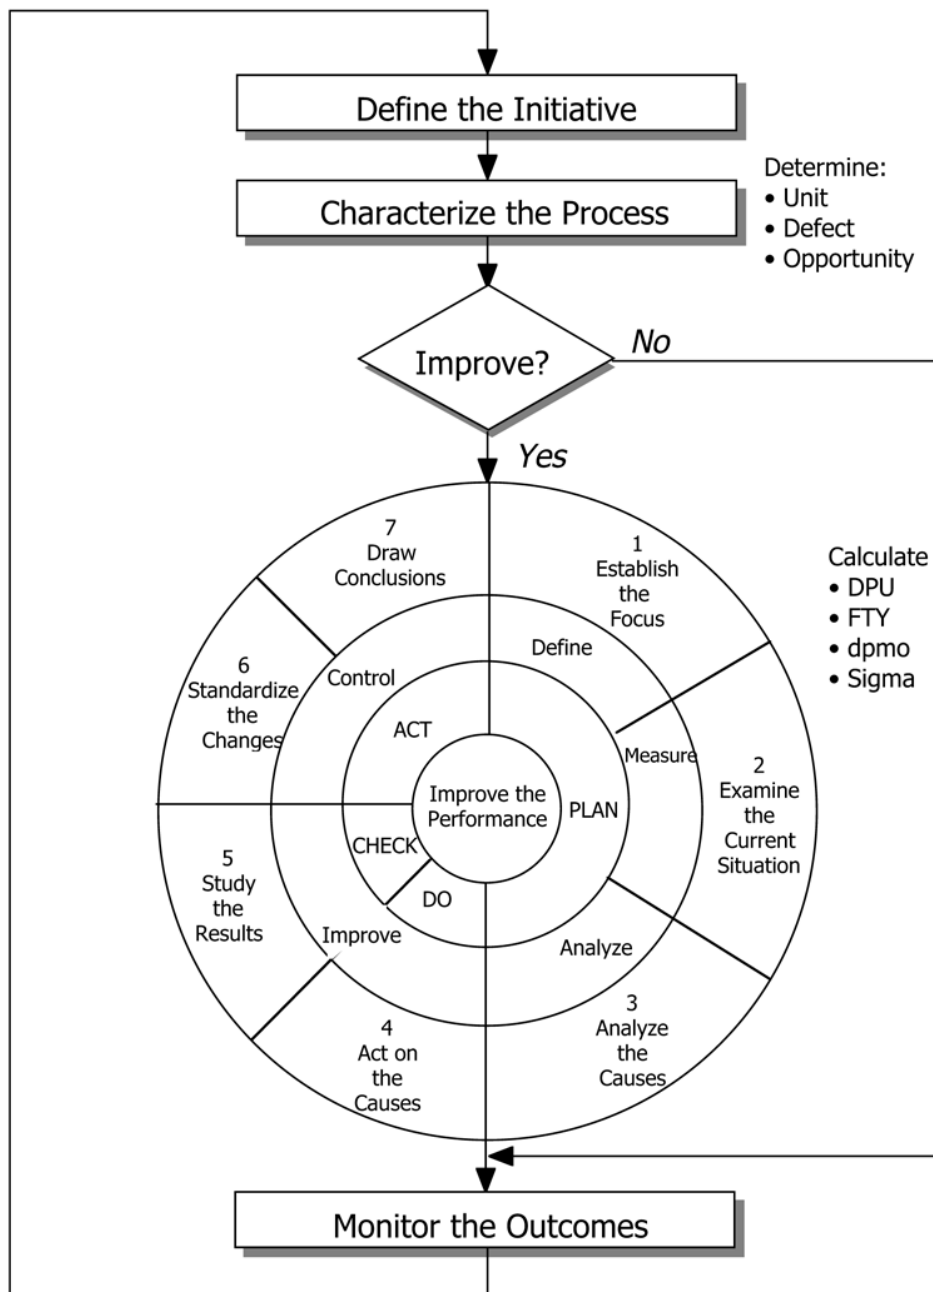 Define the Initiative
Characterize the Process
Determine:
• Unit
• Defect
• Opportunity
Improve?
No
Yes
7
Draw
Conclusions
1
Establish
the
Focus
Calculate
• DPU
• FTY
• dpmo
• Sigma
Define
6
Standardize
the
Changes
Control
ACT
Measure
2
Examine
the
Current
Situation
Improve the
Performance
PLAN
CHECK
DO
5
Study
the
Results
Improve
Analyze
4
Act on
the
Causes
3
Analyze
the
Causes
Monitor the Outcomes